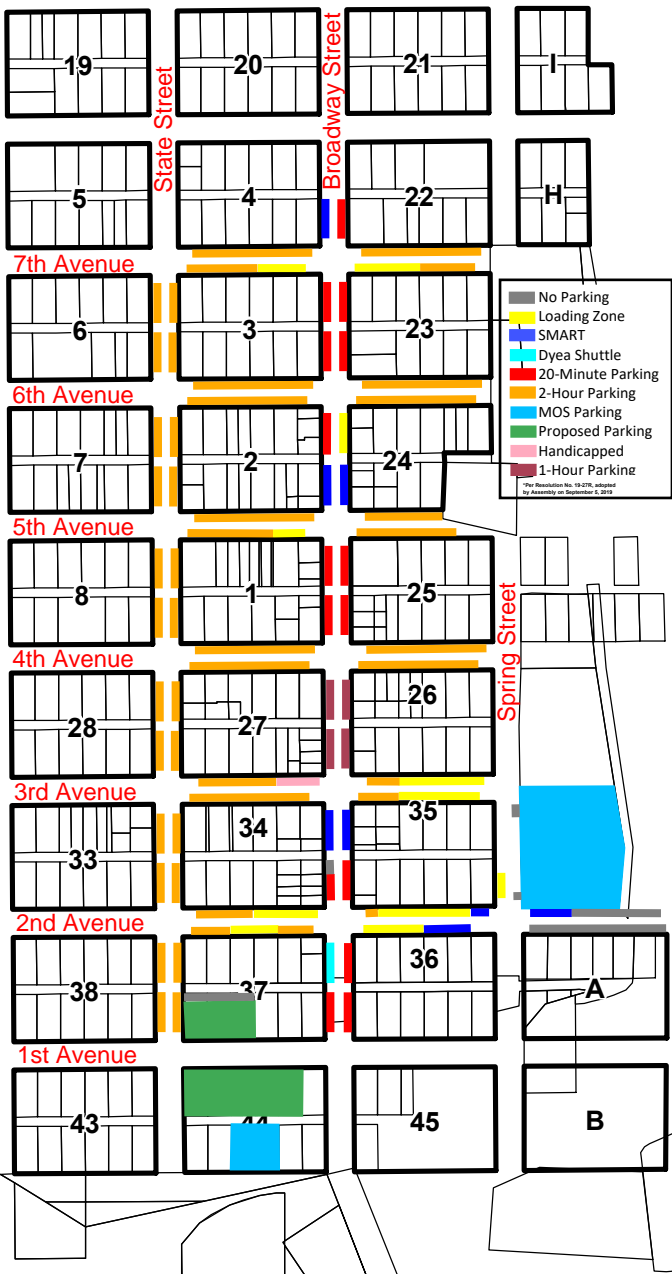 19
20
21
I
State Street
Broadway Street
5
4
22
H
7th Avenue
6
3
23
No Parking
Loading Zone
SMART
Dyea Shuttle
20-Minute Parking
2-Hour Parking
MOS Parking
Proposed Parking
Handicapped
1-Hour Parking
*Per Resolution No. 19-27R, adopted
by Assembly on September 5, 2019
6th Avenue
7
2
24
5th Avenue
8
1
25
Spring Street
4th Avenue
28
27
26
3rd Avenue
33
34
35
2nd Avenue
38
37
36
A
1st Avenue
43
44
45
B